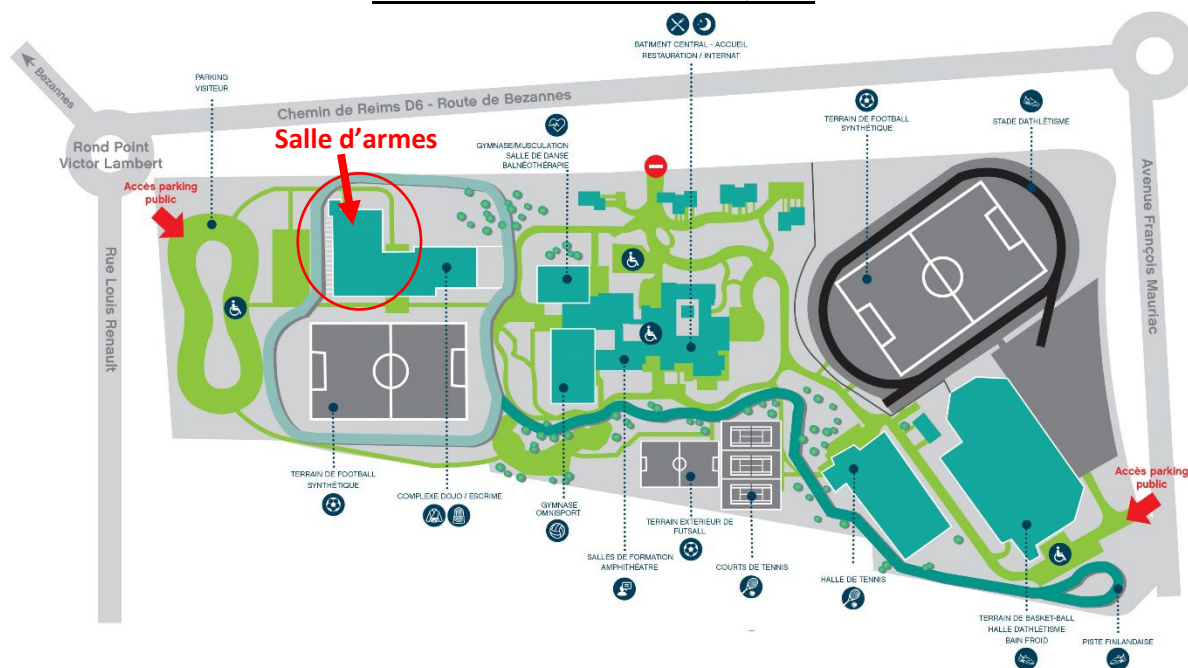 BATIMENT CENTRAL - ACCUEIL
RESTAURATION / INTERNAT
Bezannes
PARKING
VISITEUR
Chemin de Reims D6 - Route de Bezannes
TERRAIN DE FOOTBALL
SYNTHÉTIQUE
STADE D'ATHLÉTISME
Rond Point
Victor Lambert
Salle d'armes
GYMNASE/MUSCULATION
SALLE DE DANSE
BALNÉOTHÉRAPIE
Accès parking
public
Avenue François Mauriac
Rue Louis Renault
TERRAIN DE FOOTBALL
SYNTHÉTIQUE
COMPLEXE DOJO / ESCRIME
GYMNASE
OMNISPORT
SALLES DE FORMATION
AMPHITHÉATRE
TERRAIN EXTERIEUR DE
FUTSALL
COURTS DE TENNIS
HALLE DE TENNIS
Accès parking
public
TERRAIN DE BASKET-BALL
HALLE D'ATHLÉTISME
BAIN FROID
PISTE FINLANDAISE